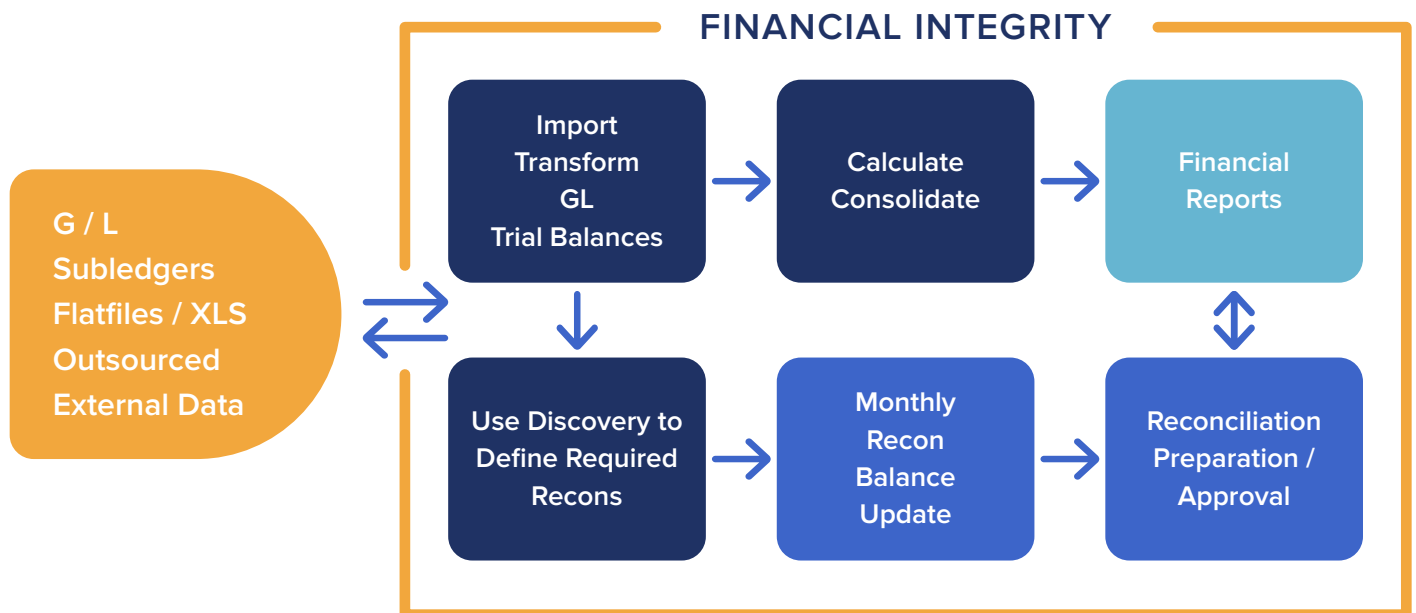 FINANCIAL INTEGRITY
G / L
Subledgers
Flatfiles / XLS
Outsourced
External Data
Import
Transform
GL
Trial Balances
Calculate
Consolidate
Financial
Reports
Use Discovery to
Define Required
Recons
Monthly
Recon
Balance
Update
Reconciliation
Preparation /
Approval